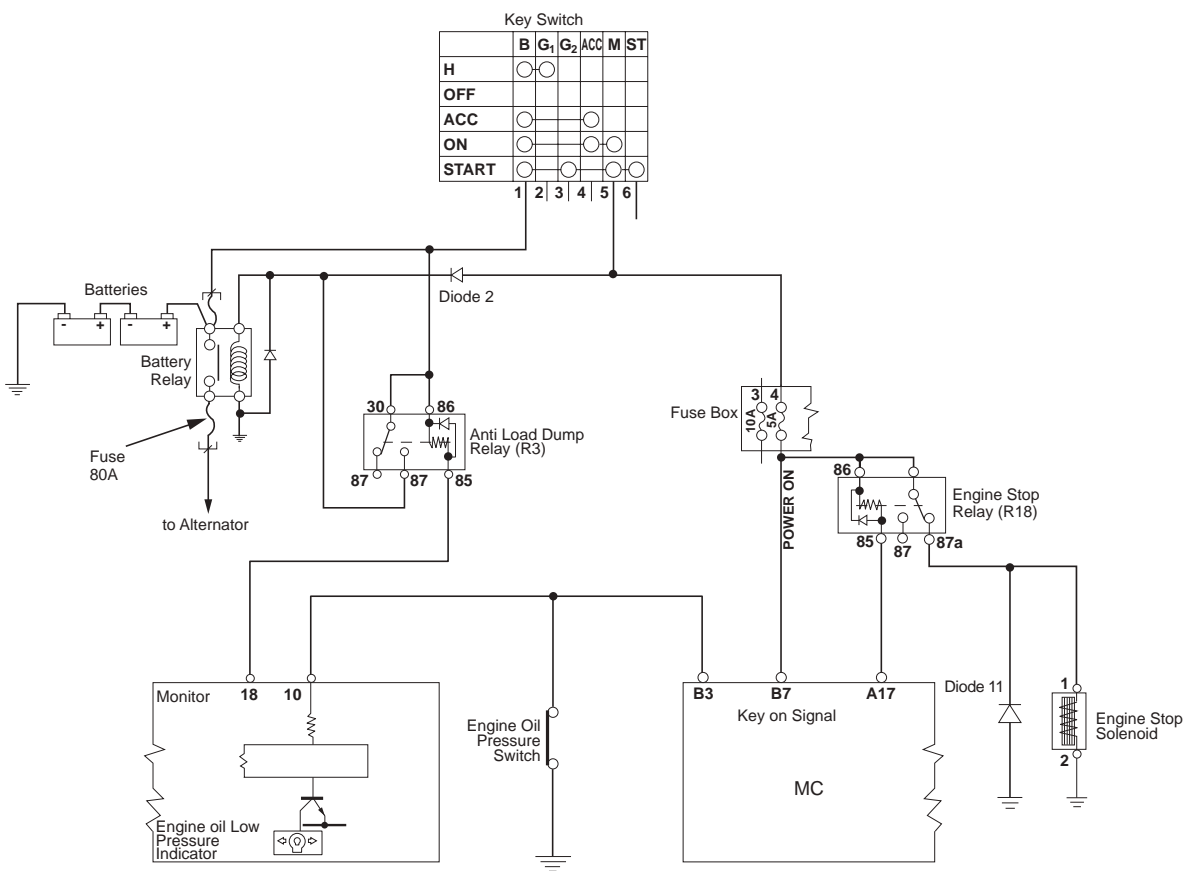 Key Switch
B G₁ G₂ ACC M ST
H
OFF
ACC
ON
START
1 2 3 4 5 6
Batteries
- + - +
Diode 2
Battery
Relay
Fuse
80A
to Alternator
30 86
Anti Load Dump
Relay (R3)
87 87 85
Fuse Box
3 4
10A
5A
POWER ON
86
Engine Stop
Relay (R18)
85 87 87a
Monitor
18 10
Engine oil Low
Pressure
Indicator
Engine Oil
Pressure
Switch
B3 B7 A17
Key on Signal
MC
Diode 11
1
Engine Stop
Solenoid
2